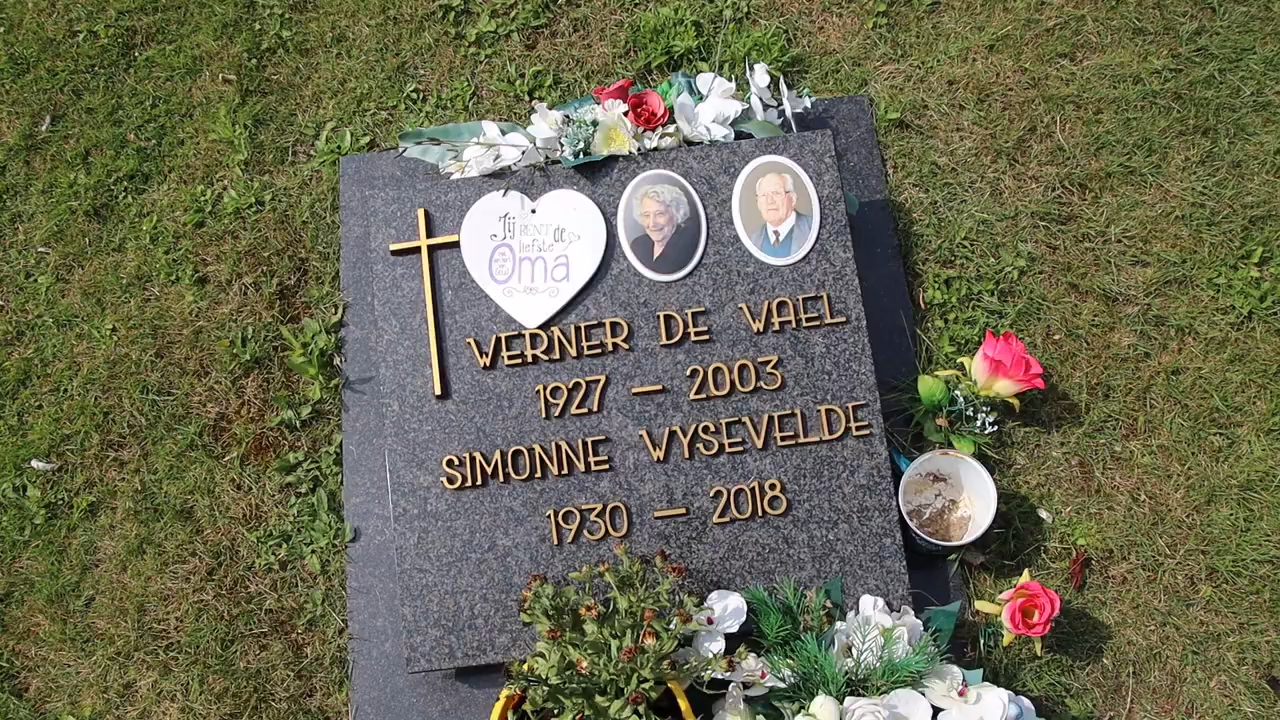 Jij
BENT de
liefste
Oma
WERNER DE WAEL
1927 – 2003
SIMONNE WYSEVELDE
1930 – 2018